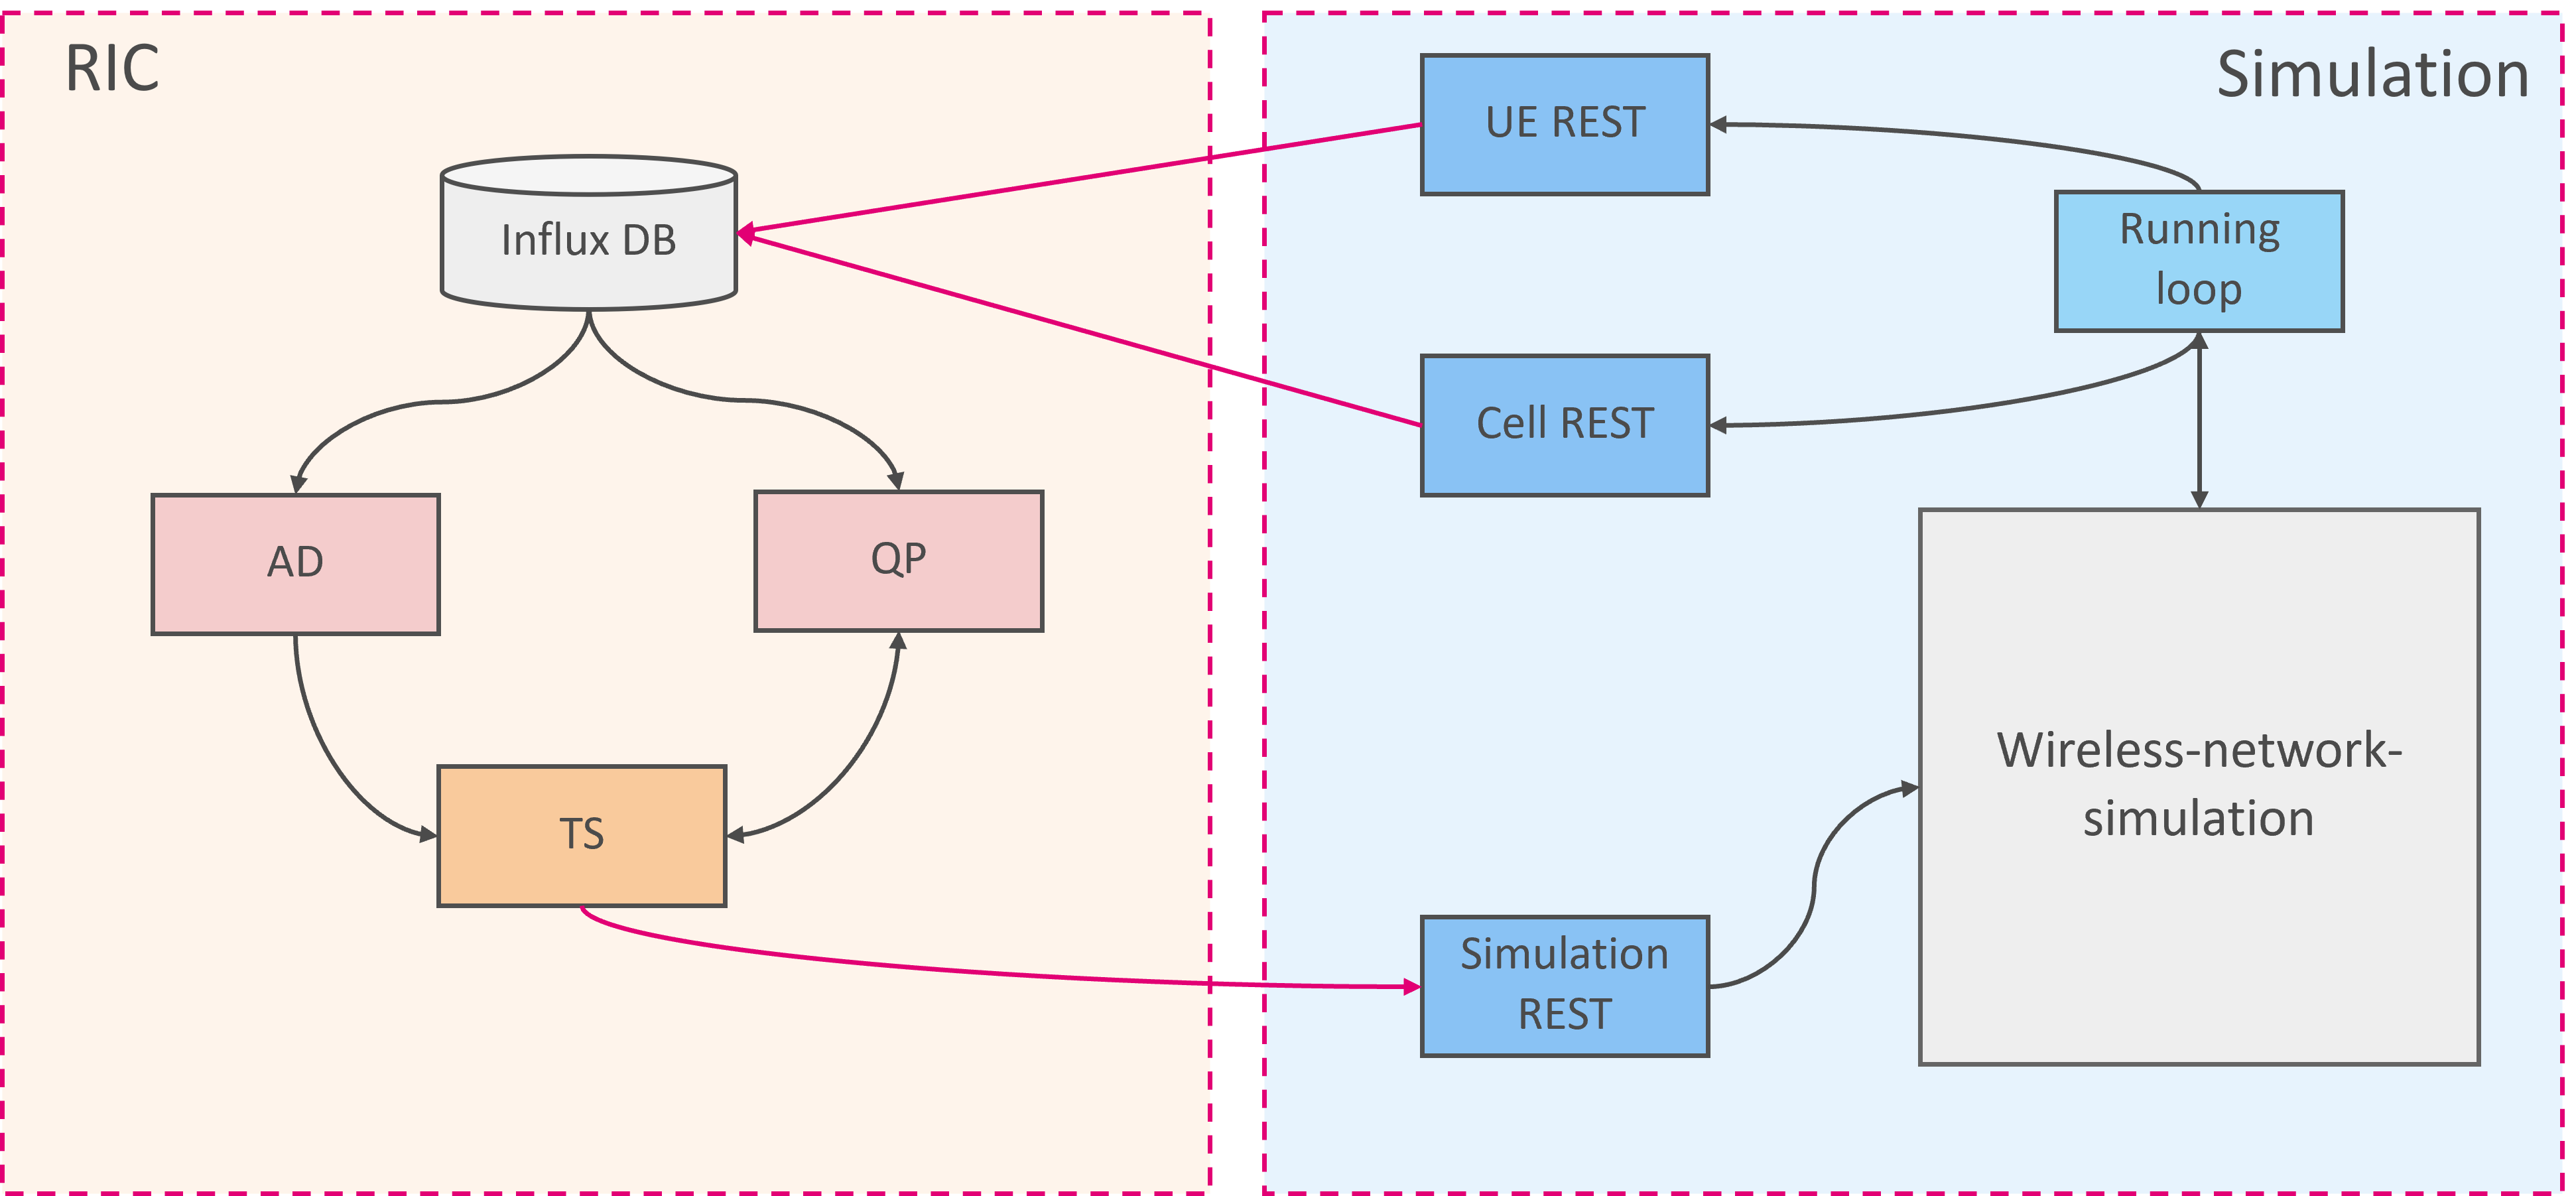 RIC
Influx DB
AD
QP
TS
Simulation
UE REST
Running
loop
Cell REST
Wireless-network-
simulation
Simulation
REST